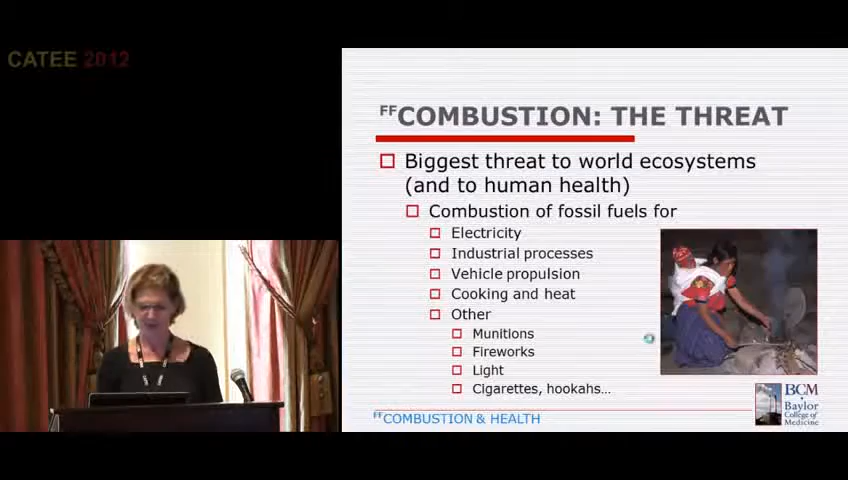 CATEE 2012
FFCOMBUSTION: THE THREAT
Biggest threat to world ecosystems
(and to human health)
Combustion of fossil fuels for
Electricity
Industrial processes
Vehicle propulsion
Cooking and heat
Other
Munitions
Fireworks
Light
Cigarettes, hookahs…
FFCOMBUSTION & HEALTH
BCM
Baylor
College of
Medicine